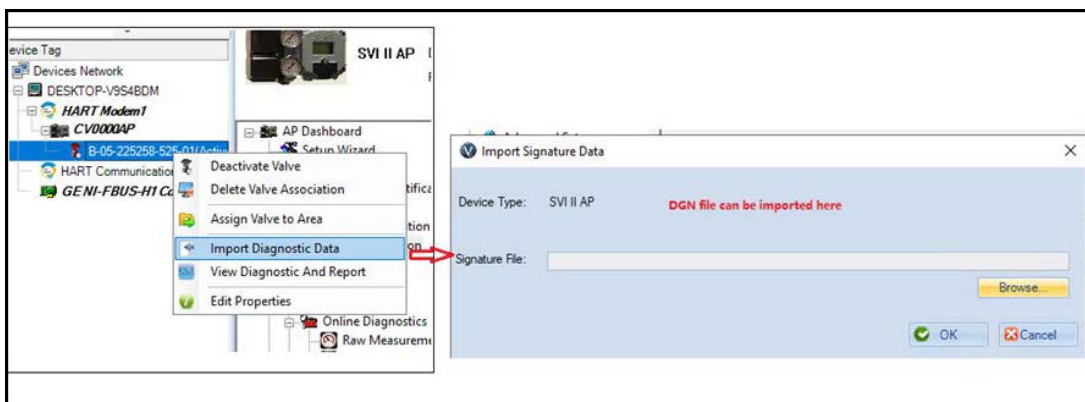 evice Tag
Devices Network
DESKTOP-V9S4BDM
HART Modem1
CV0000AP
B-05-225258-525-01(Activ
HART Communication
GENI-FBUS-H1
SVI II AP
AP Dashboard
Setup Wizard
Deactivate Valve
Delete Valve Association
Assign Valve to Area
Import Diagnostic Data
View Diagnostic And Report
Edit Properties
tifica
tion
on
Online Diagnostics
Raw Measureme
Import Signature Data
Device Type: SVI II AP
DGN file can be imported here
Signature File:
Browse...
OK
Cancel